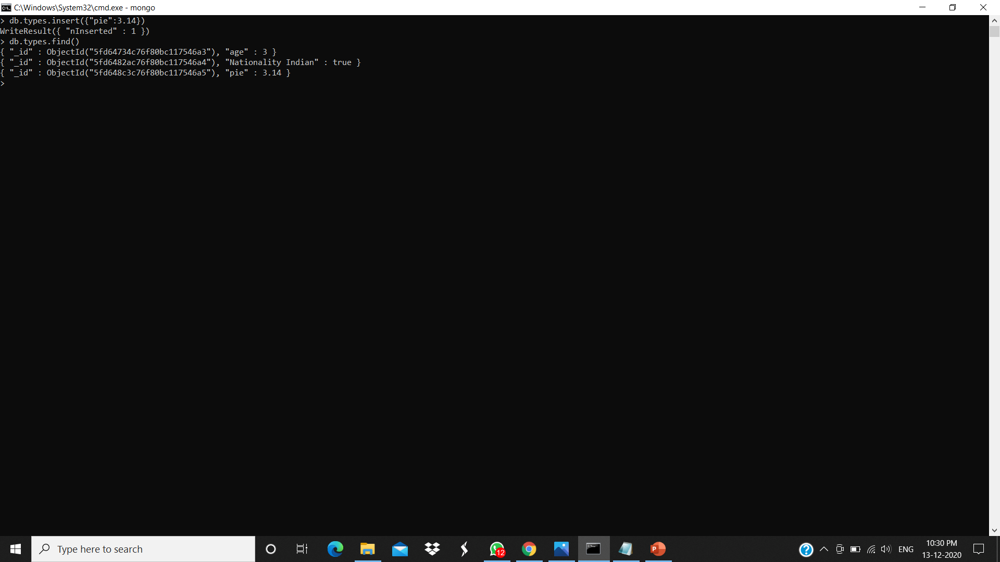 C:\Windows\System32\cmd.exe - mongo
> db.types.insert({"pie":3.14})
WriteResult({ "nInserted" : 1 })
> db.types.find()
{ "_id" : ObjectId("5fd64734c76f80bc117546a3"), "age" : 3 }
{ "_id" : ObjectId("5fd6482ac76f80bc117546a4"), "Nationality Indian" : true }
{ "_id" : ObjectId("5fd648c3c76f80bc117546a5"), "pie" : 3.14 }
>
Type here to search
12
P
ENG
10:30 PM
13-12-2020